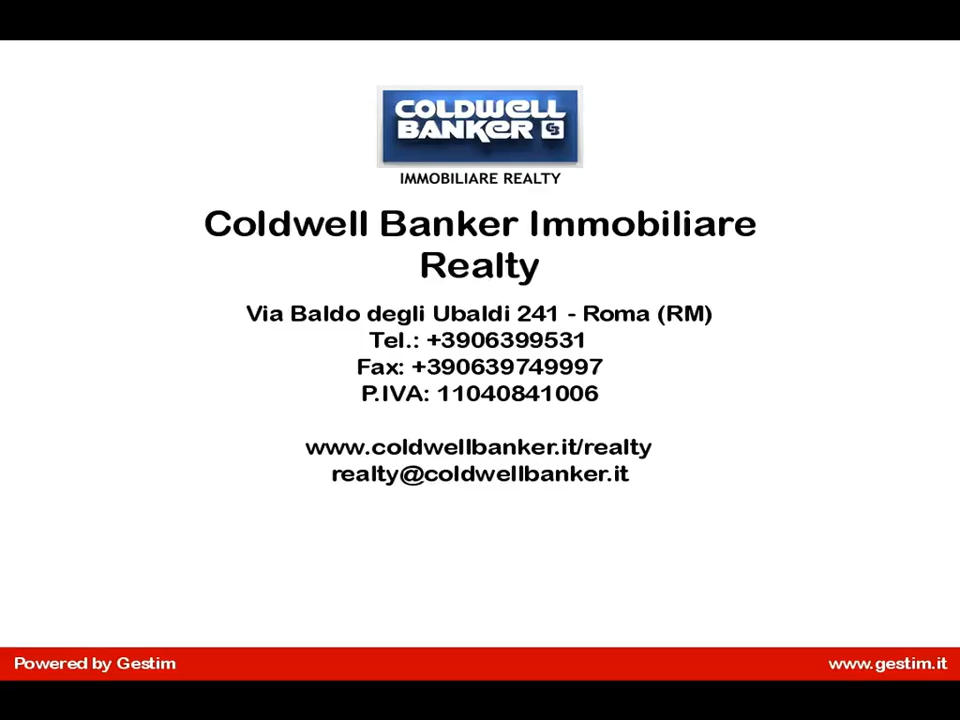 COLDWELL
BANKER CB
IMMOBILIARE REALTY
Coldwell Banker Immobiliare
Realty
Via Baldo degli Ubaldi 241 - Roma (RM)
Tel.: +3906399531
Fax: +390639749997
P.IVA: 11040841006
www.coldwellbanker.it/realty
realty@coldwellbanker.it
Powered by Gestim
www.gestim.it